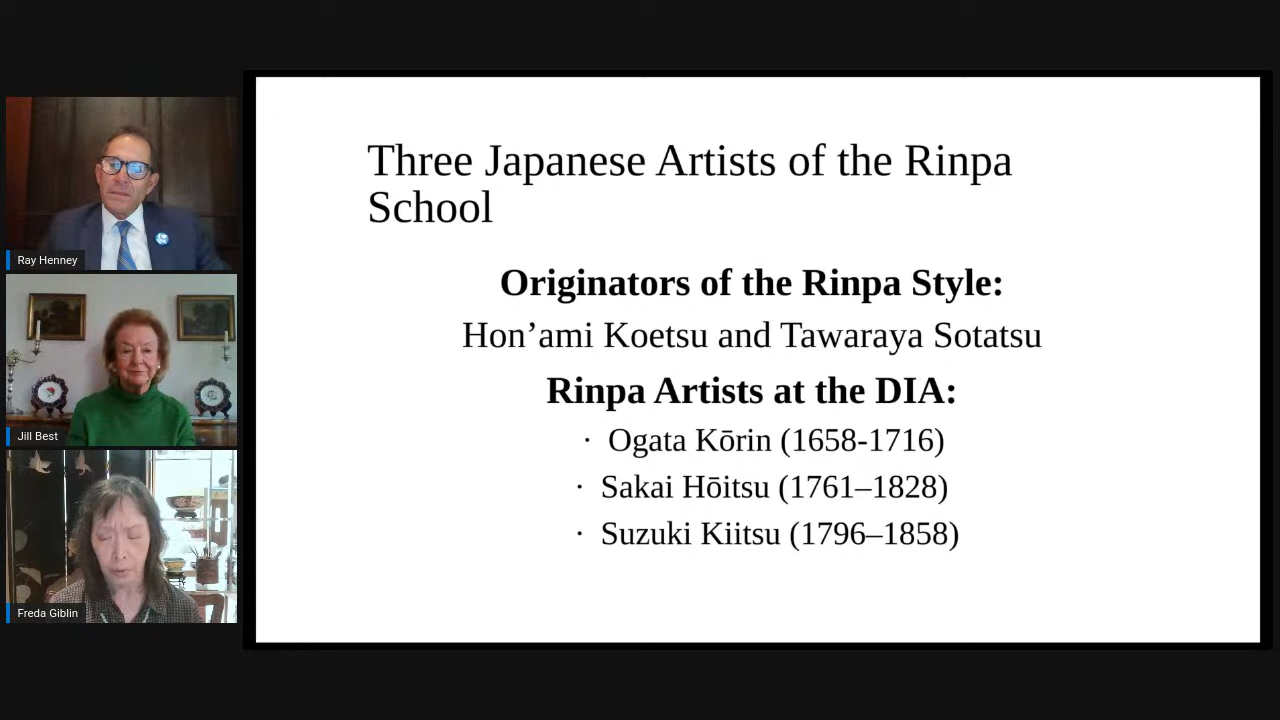 Ray Henney
Jill Best
Freda Giblin
Three Japanese Artists of the Rinpa
School
Originators of the Rinpa Style:
Hon’ami Koetsu and Tawaraya Sotatsu
Rinpa Artists at the DIA:
· Ogata Kōrin (1658-1716)
· Sakai Hōitsu (1761–1828)
· Suzuki Kiitsu (1796–1858)